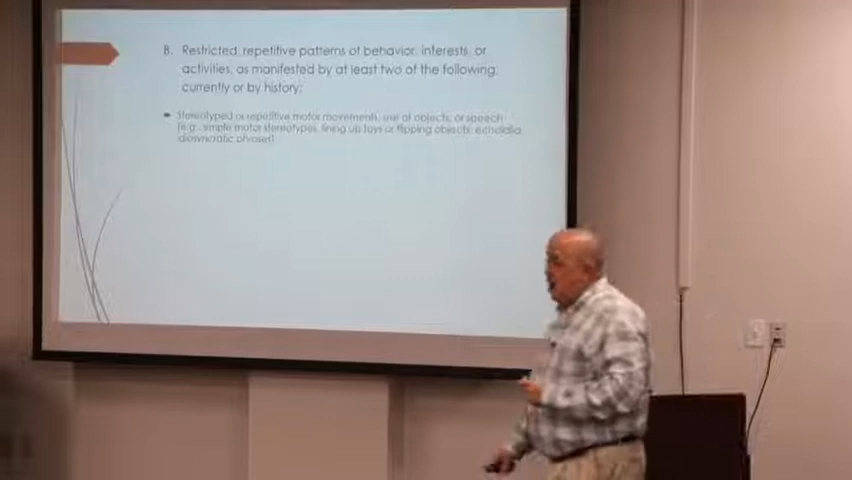 B. Restricted, repetitive patterns of behavior, interests, or
activities, as manifested by at least two of the following,
currently or by history:
Stereotyped or repetitive motor movements, use of objects, or speech
(e.g., simple motor stereotypes, lining up toys or flipping objects, echolalia,
idiosyncratic phrases)